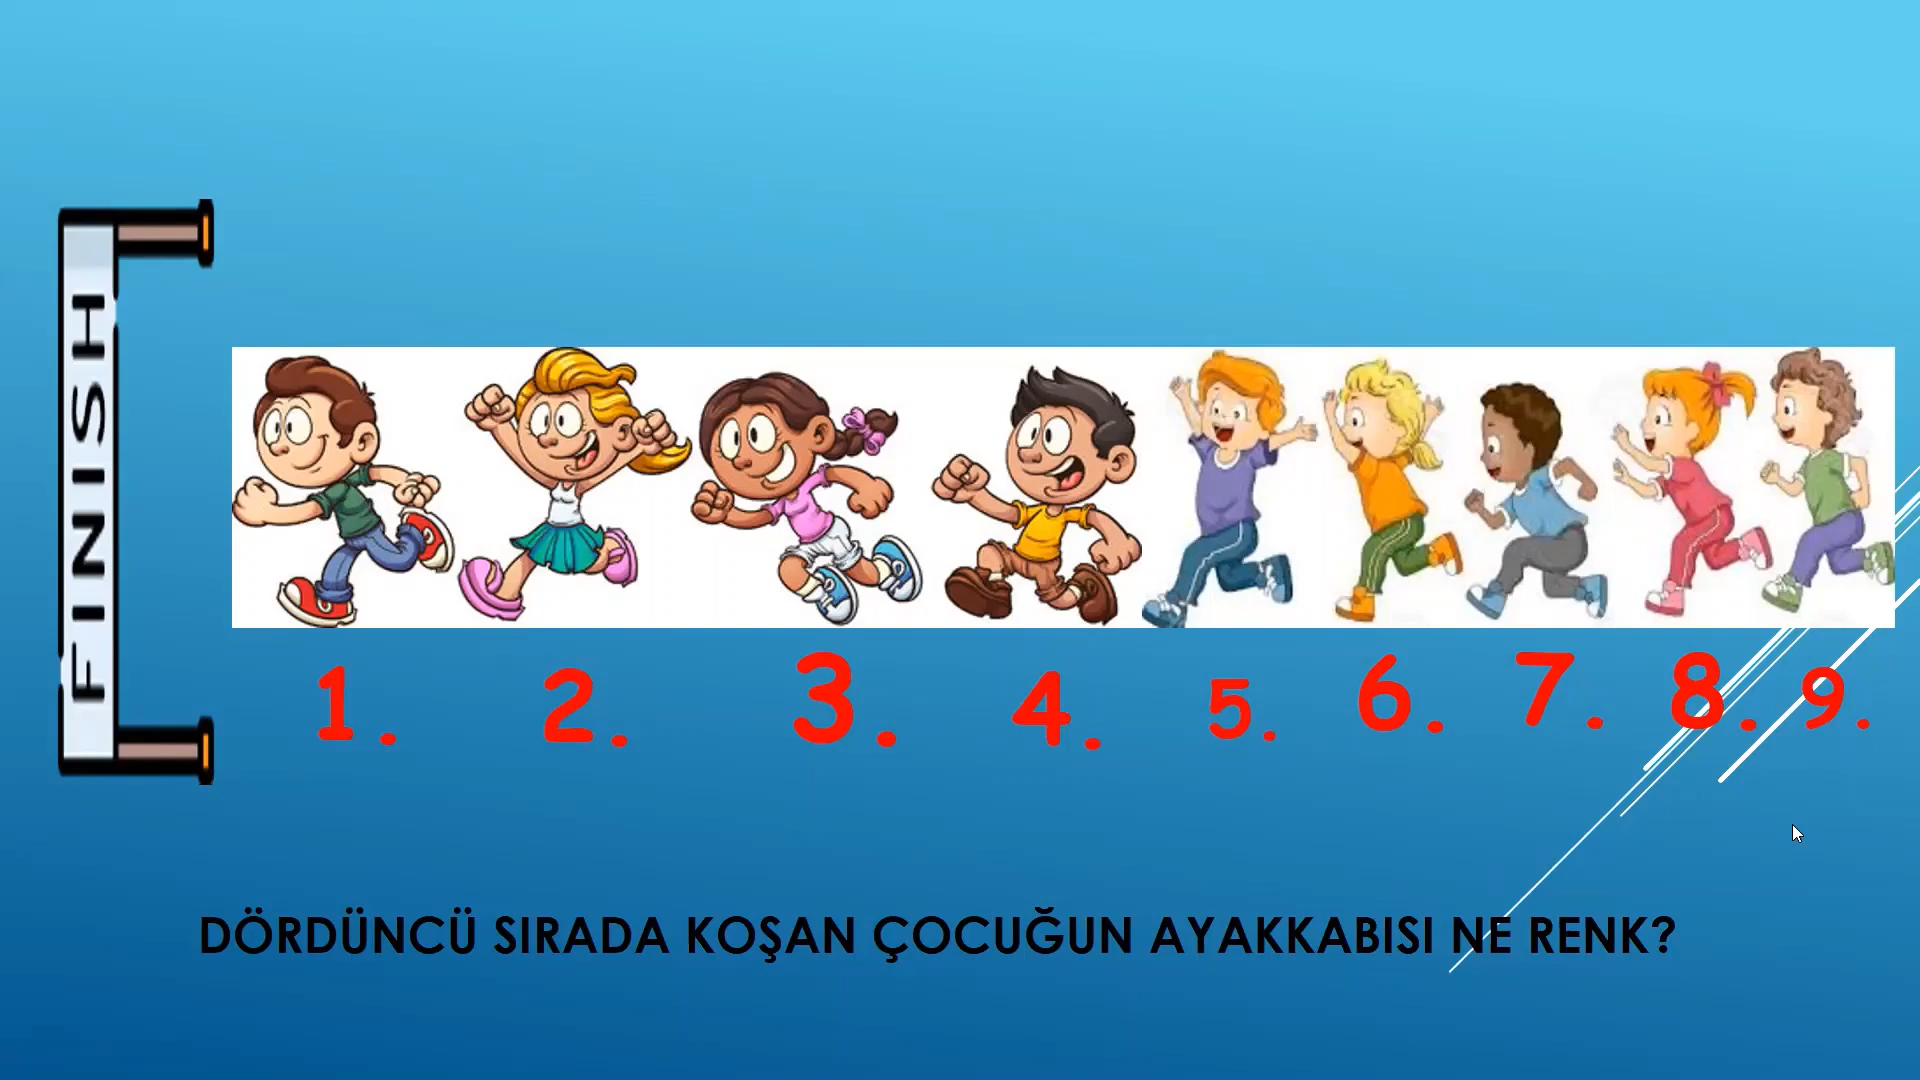 FINISH
1. 2. 3. 4. 5. 6. 7. 8. 9.
DÖRDÜNCÜ SIRADA KOŞAN ÇOCUĞUN AYAKKABISI NE RENK?